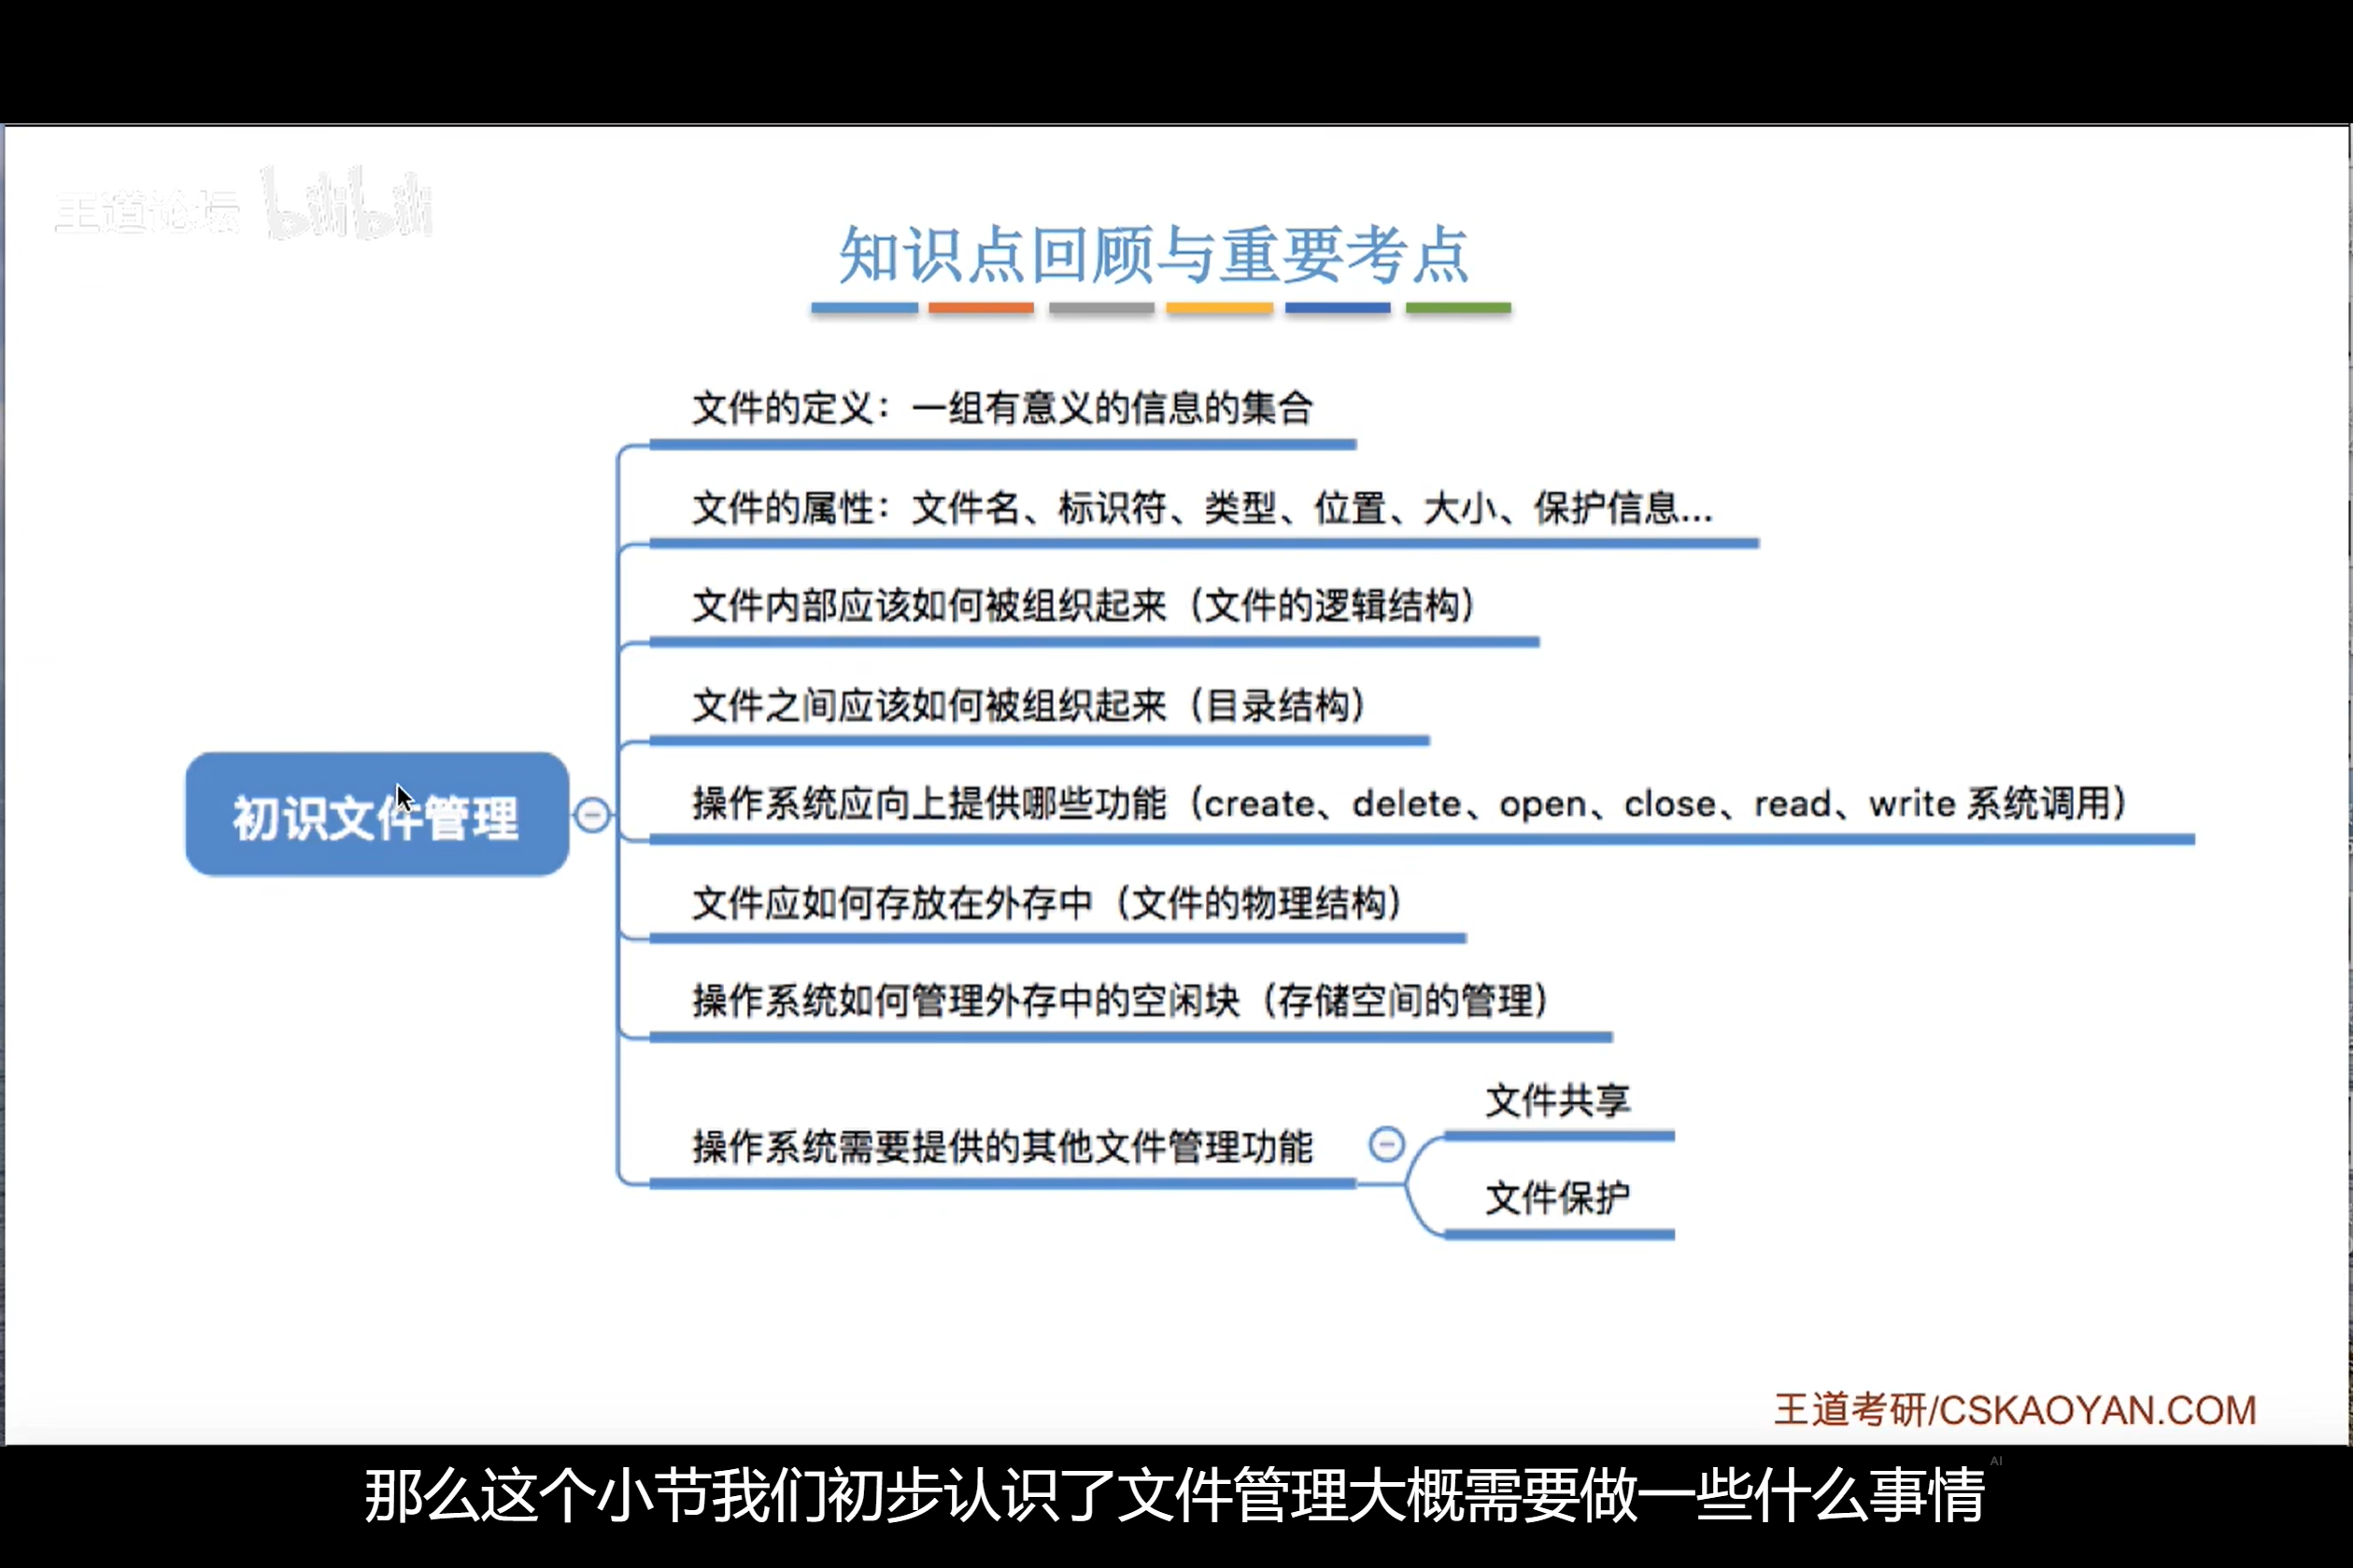 王道论坛 bilibili
知识点回顾与重要考点
文件的定义：一组有意义的信息的集合
文件的属性：文件名、标识符、类型、位置、大小、保护信息...
文件内部应该如何被组织起来（文件的逻辑结构）
文件之间应该如何被组织起来（目录结构）
初识文件管理
操作系统应向上提供哪些功能（create、delete、open、close、read、write 系统调用）
文件应如何存放在外存中（文件的物理结构）
操作系统如何管理外存中的空闲块（存储空间的管理）
操作系统需要提供的其他文件管理功能
文件共享
文件保护
王道考研/CSKAOYAN.COM
那么这个小节我们初步认识了文件管理大概需要做一些什么事情
AI